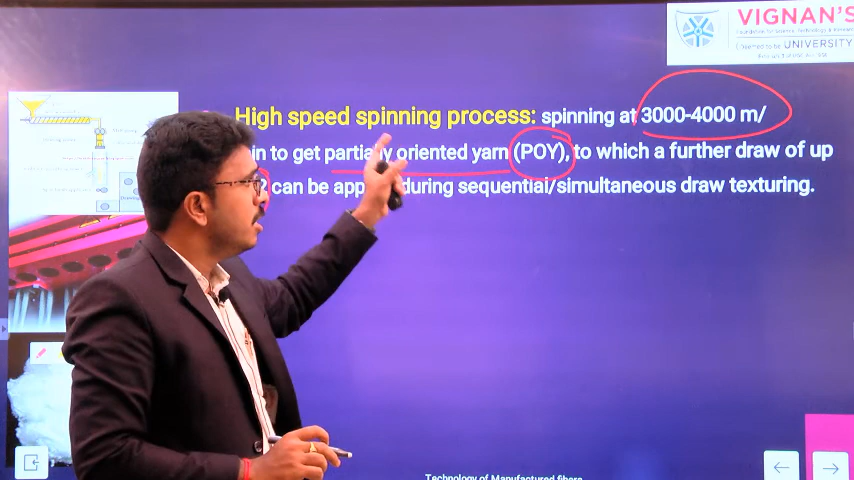 VIGNAN'S
UNIVERSITY
High speed spinning process: spinning at 3000-4000 m/
in to get partially oriented yarn (POY), to which a further draw of up
can be app during sequential/simultaneous draw texturing.
Technology of Manufactured fibers